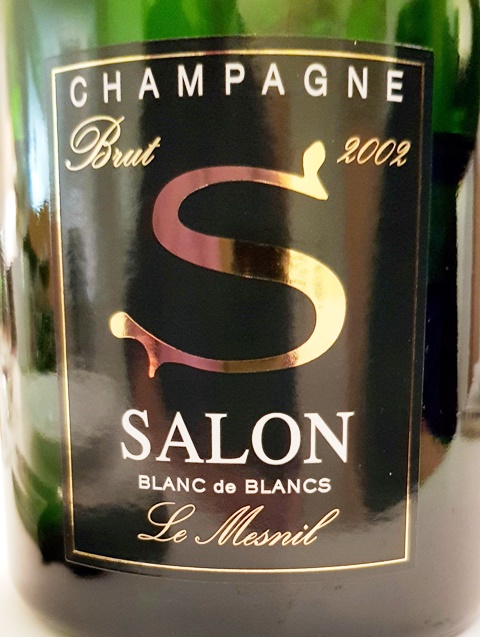 CHAMPAGNE
Brut 2002
S
SALON
BLANC de BLANCS
Le Mesnil